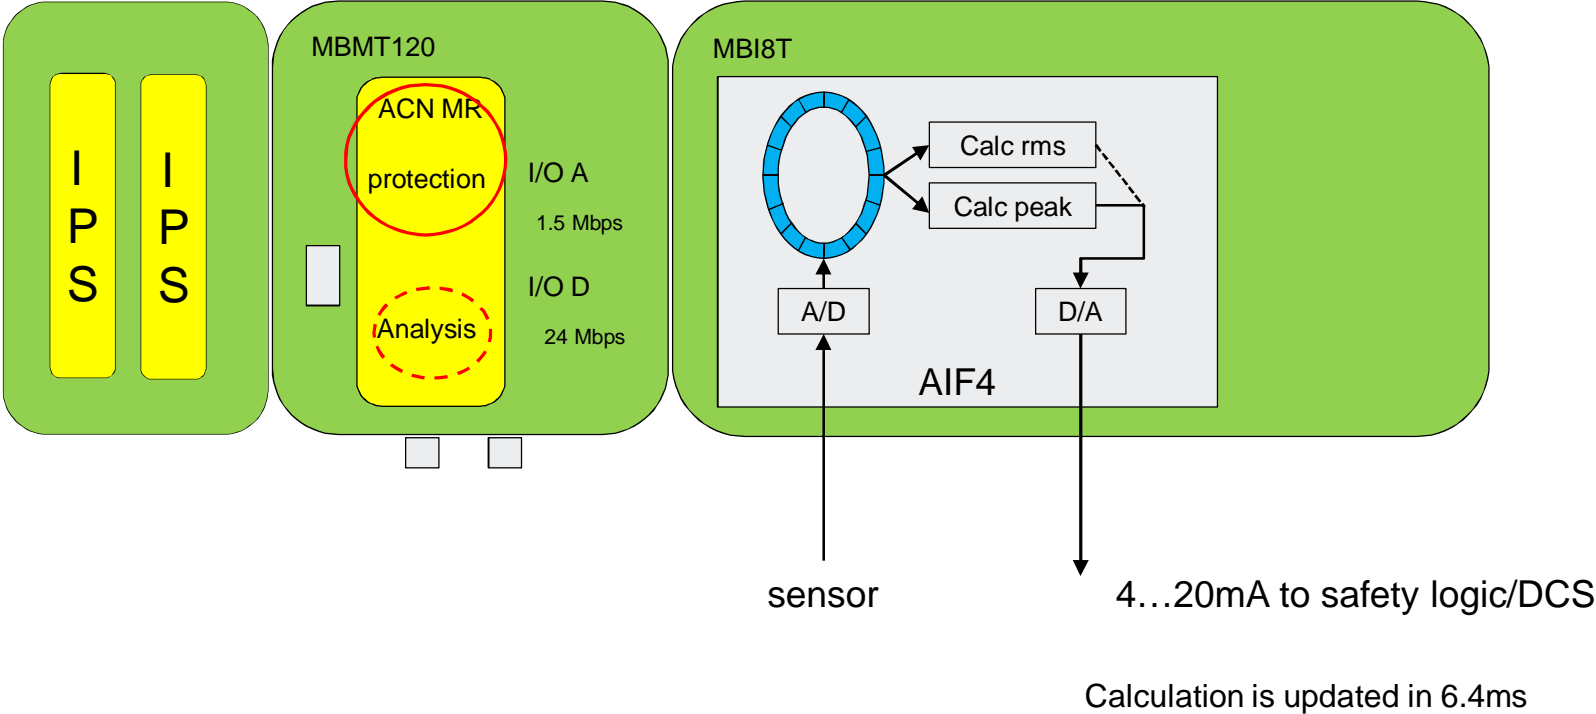 I
P
S
I
P
S
MBMT120
ACN MR
protection
Analysis
I/O A
1.5 Mbps
I/O D
24 Mbps
MBI8T
Calc rms
Calc peak
A/D
D/A
AIF4
sensor
4…20mA to safety logic/DCS
Calculation is updated in 6.4ms